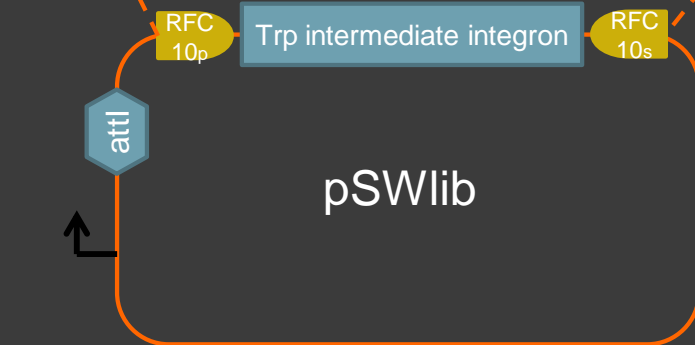 RFC
10p
Trp intermediate integron
RFC
10s
attI
pSWlib